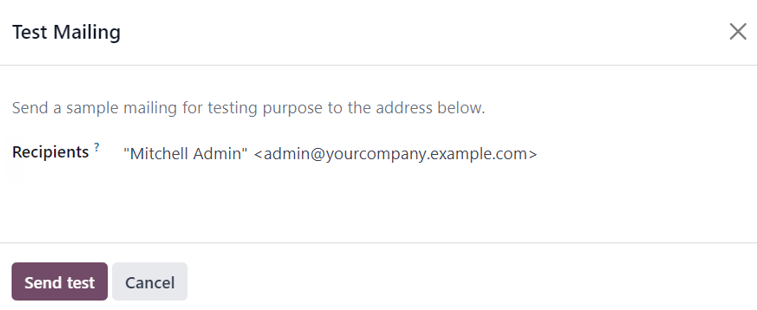 Test Mailing
Send a sample mailing for testing purpose to the address below.
Recipients ? "Mitchell Admin" <admin@yourcompany.example.com>
Send test Cancel